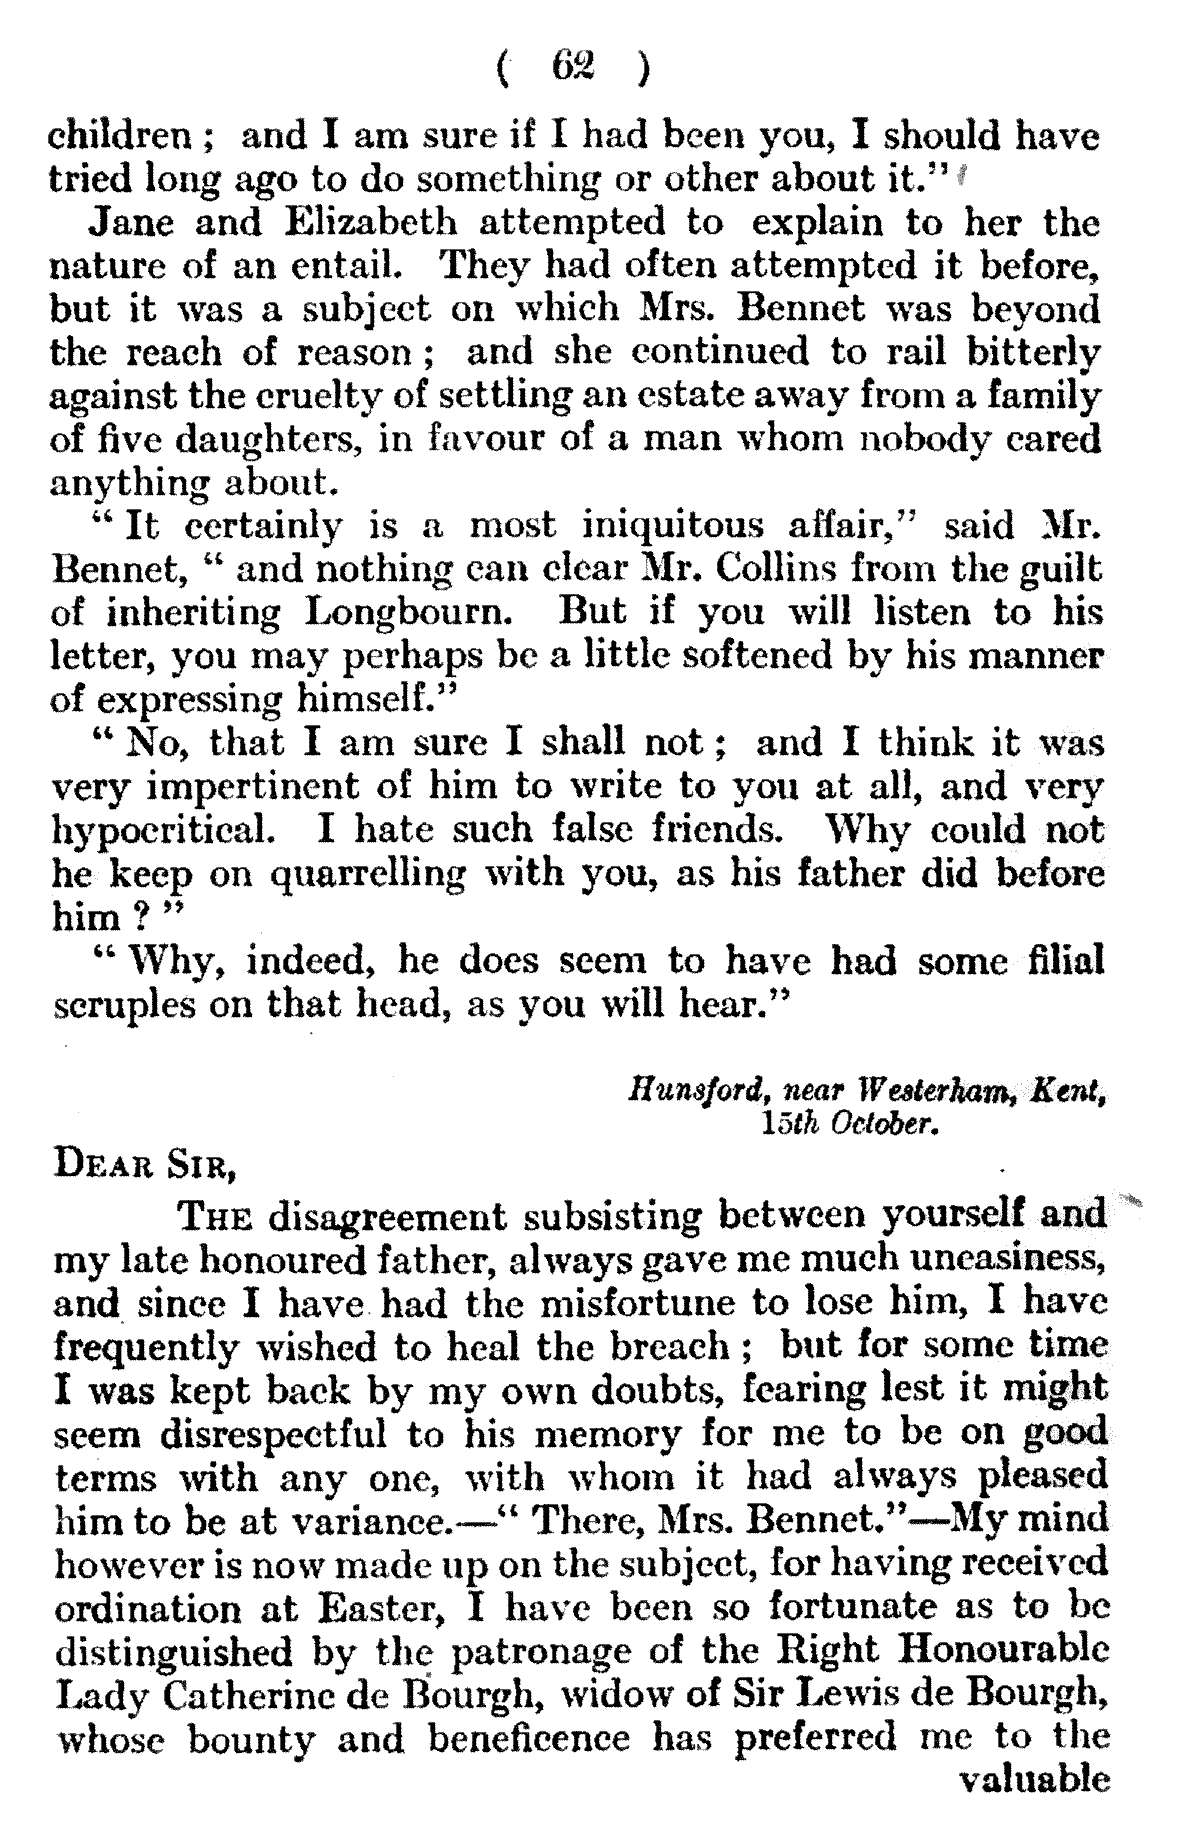 ( 62 )
children ; and I am sure if I had been you, I should have
tried long ago to do something or other about it.”
Jane and Elizabeth attempted to explain to her the
nature of an entail. They had often attempted it before,
but it was a subject on which Mrs. Bennet was beyond
the reach of reason ; and she continued to rail bitterly
against the cruelty of settling an estate away from a family
of five daughters, in favour of a man whom nobody cared
anything about.
“ It certainly is a most iniquitous affair,” said Mr.
Bennet, “ and nothing can clear Mr. Collins from the guilt
of inheriting Longbourn. But if you will listen to his
letter, you may perhaps be a little softened by his manner
of expressing himself.”
“ No, that I am sure I shall not ; and I think it was
very impertinent of him to write to you at all, and very
hypocritical. I hate such false friends. Why could not
he keep on quarrelling with you, as his father did before
him ? ”
“ Why, indeed, he does seem to have had some filial
scruples on that head, as you will hear.”
Hunsford, near Westerham, Kent,
15th October.
DEAR SIR,
THE disagreement subsisting between yourself and
my late honoured father, always gave me much uneasiness,
and since I have had the misfortune to lose him, I have
frequently wished to heal the breach ; but for some time
I was kept back by my own doubts, fearing lest it might
seem disrespectful to his memory for me to be on good
terms with any one, with whom it had always pleased
him to be at variance.—“ There, Mrs. Bennet.”—My mind
however is now made up on the subject, for having received
ordination at Easter, I have been so fortunate as to be
distinguished by the patronage of the Right Honourable
Lady Catherine de Bourgh, widow of Sir Lewis de Bourgh,
whose bounty and beneficence has preferred me to the
valuable